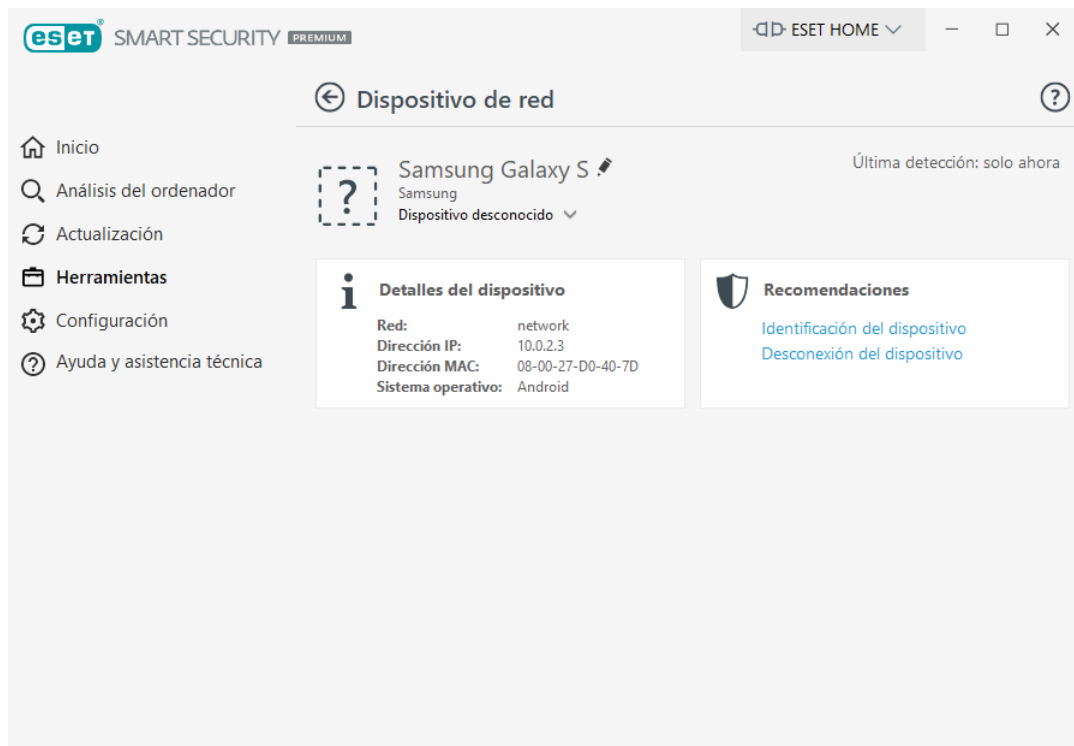 eset® SMART SECURITY PREMIUM
ESET HOME
Dispositivo de red
?
Inicio
Análisis del ordenador
Actualización
Herramientas
Configuración
Ayuda y asistencia técnica
?
Samsung Galaxy S
Samsung
Dispositivo desconocido
Última detección: solo ahora
Detalles del dispositivo
Red: network
Dirección IP: 10.0.2.3
Dirección MAC: 08-00-27-D0-40-7D
Sistema operativo: Android
Recomendaciones
Identificación del dispositivo
Desconexión del dispositivo